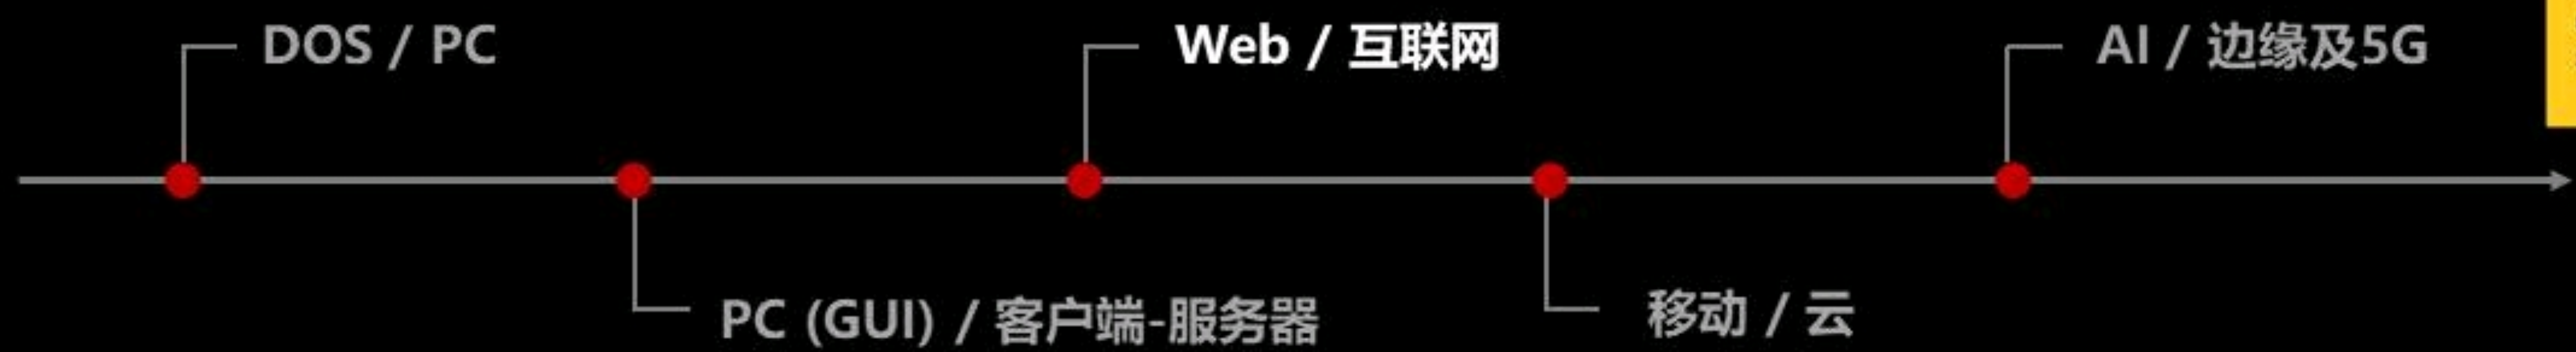 DOS / PC
Web / 互联网
AI / 边缘及5G
PC (GUI) / 客户端-服务器
移动 / 云